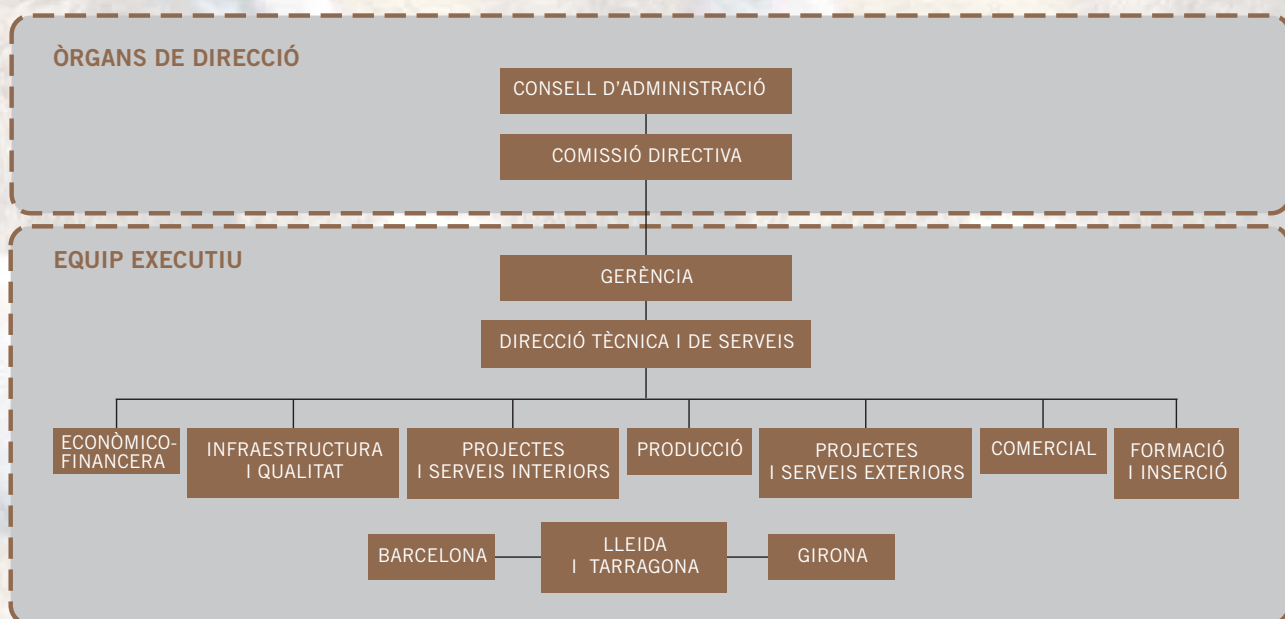 ÒRGANS DE DIRECCIÓ
CONSELL D'ADMINISTRACIÓ
COMISSIÓ DIRECTIVA
EQUIP EXECUTIU
GERÈNCIA
DIRECCIÓ TÈCNICA I DE SERVEIS
ECONÒMICO-
FINANCERA
INFRAESTRUCTURA
I QUALITAT
PROJECTES
I SERVEIS INTERIORS
PRODUCCIÓ
PROJECTES
I SERVEIS EXTERIORS
COMERCIAL
FORMACIÓ
I INSERCIÓ
BARCELONA
LLEIDA
I TARRAGONA
GIRONA